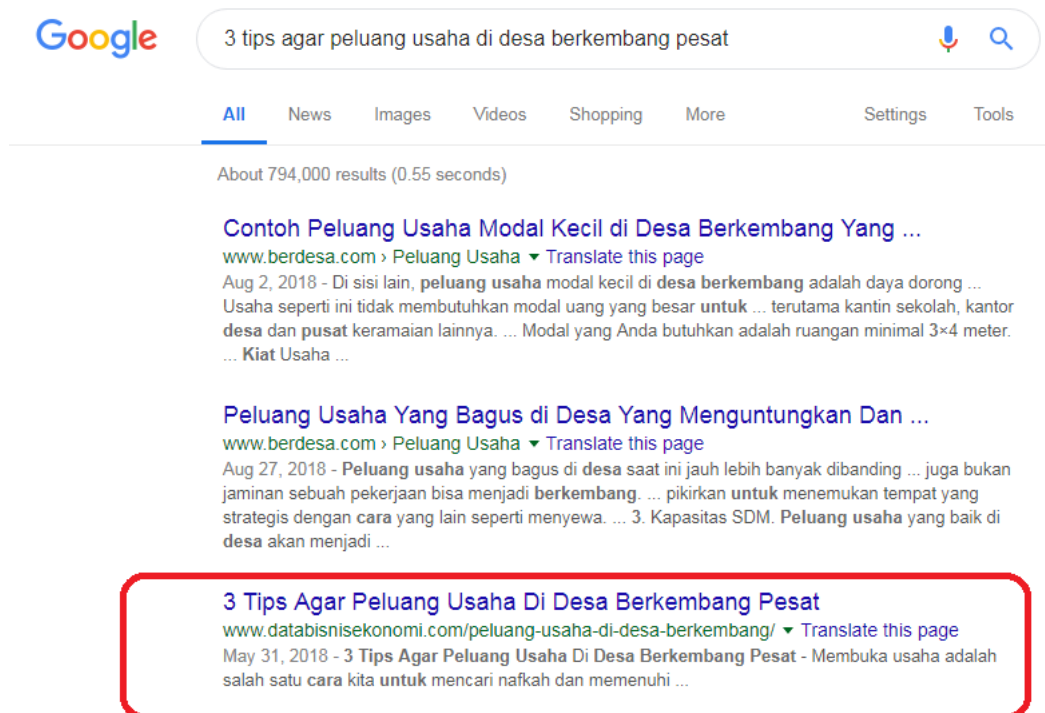 Google
3 tips agar peluang usaha di desa berkembang pesat
All News Images Videos Shopping More Settings Tools
About 794,000 results (0.55 seconds)
Contoh Peluang Usaha Modal Kecil di Desa Berkembang Yang ...
www.berdesa.com › Peluang Usaha ▼ Translate this page
Aug 2, 2018 - Di sisi lain, peluang usaha modal kecil di desa berkembang adalah daya dorong ...
Usaha seperti ini tidak membutuhkan modal uang yang besar untuk ... terutama kantin sekolah, kantor
desa dan pusat keramaian lainnya. ... Modal yang Anda butuhkan adalah ruangan minimal 3×4 meter.
... Kiat Usaha ...
Peluang Usaha Yang Bagus di Desa Yang Menguntungkan Dan ...
www.berdesa.com › Peluang Usaha ▼ Translate this page
Aug 27, 2018 - Peluang usaha yang bagus di desa saat ini jauh lebih banyak dibanding ... juga bukan
jaminan sebuah pekerjaan bisa menjadi berkembang. ... pikirkan untuk menemukan tempat yang
strategis dengan cara yang lain seperti menyewa. ... 3. Kapasitas SDM. Peluang usaha yang baik di
desa akan menjadi ...
3 Tips Agar Peluang Usaha Di Desa Berkembang Pesat
www.databisnisekonomi.com/peluang-usaha-di-desa-berkembang/ ▼ Translate this page
May 31, 2018 - 3 Tips Agar Peluang Usaha Di Desa Berkembang Pesat - Membuka usaha adalah
salah satu cara kita untuk mencari nafkah dan memenuhi ...